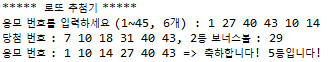 ***** 로또 추첨기 *****
응모 번호를 입력하세요 (1~45, 6개) : 1 27 40 43 10 14
당첨 번호 : 7 10 18 31 40 43, 2등 보너스볼 : 29
응모 번호 : 1 10 14 27 40 43 => 축하합니다! 5등입니다!